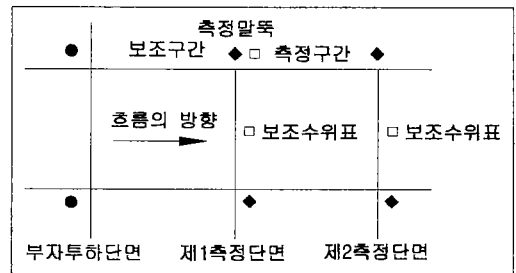 측정말뚝
보조구간
측정구간
흐름의 방향
보조수위표
보조수위표
부자투하단면
제1측정단면
제2측정단면